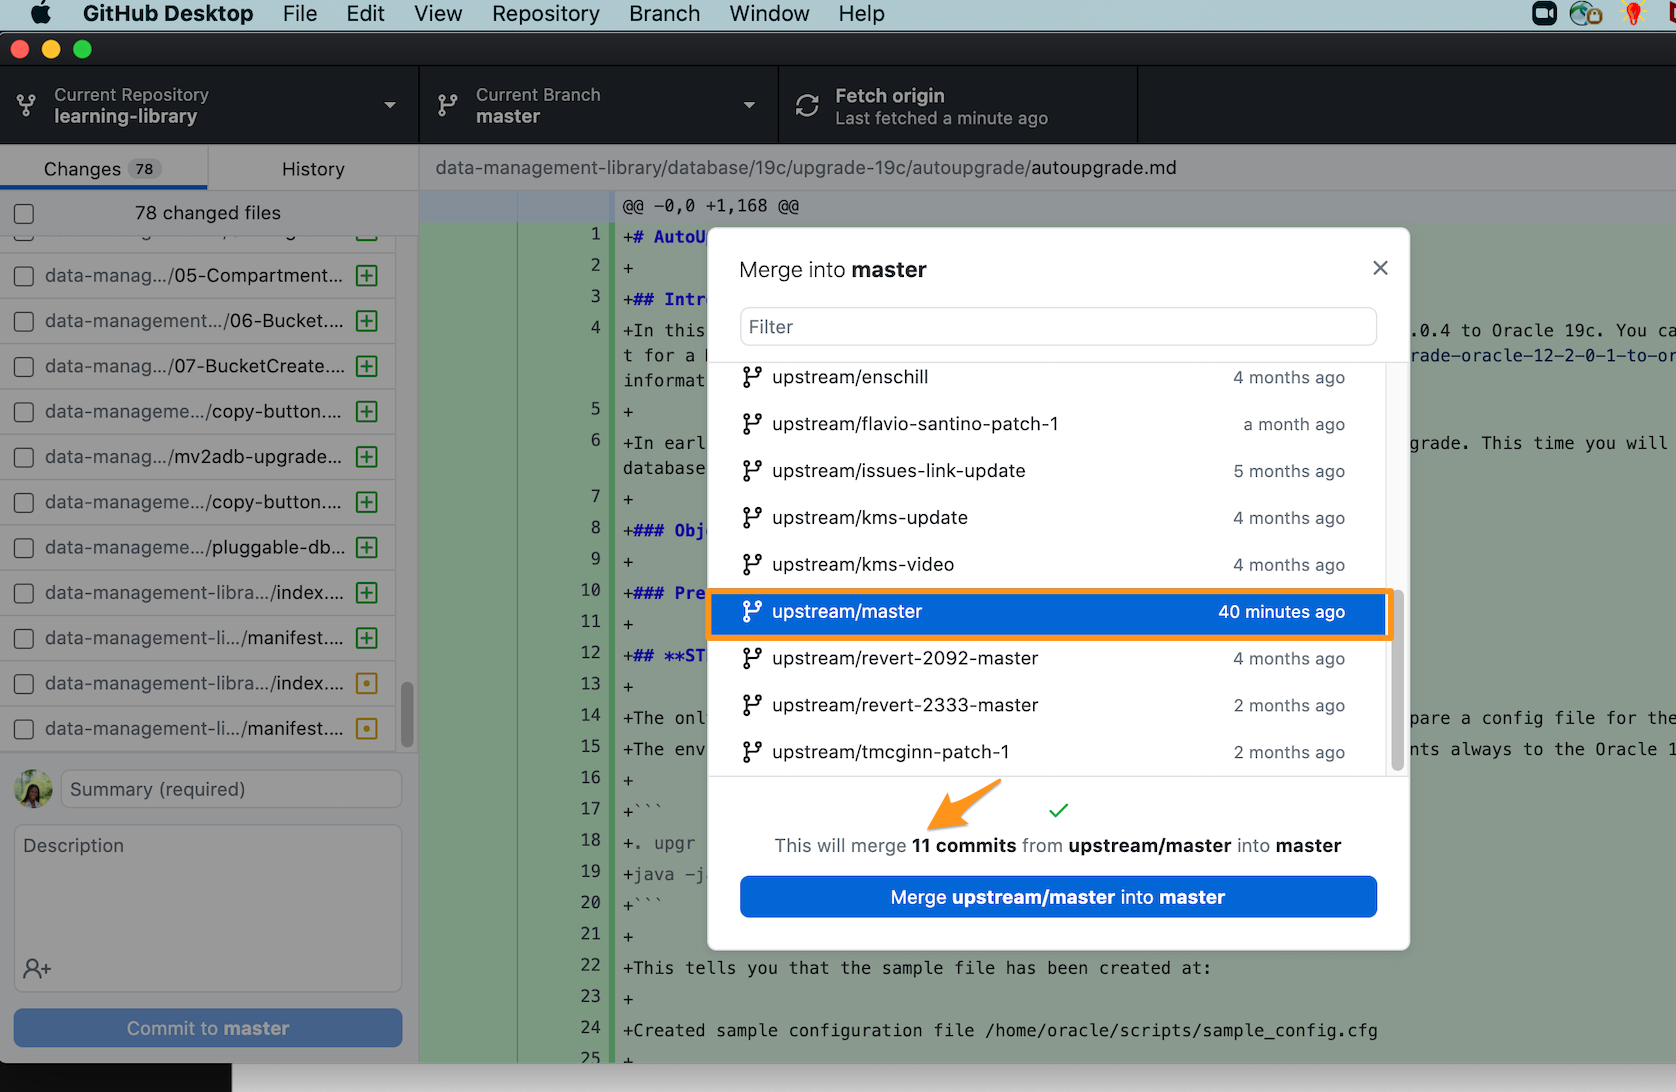 GitHub Desktop File Edit View Repository Branch Window Help
Current Repository
learning-library
Current Branch
master
Fetch origin
Last fetched a minute ago
Changes 78
History
data-management-library/database/19c/upgrade-19c/autoupgrade/autoupgrade.md
78 changed files
data-manag.../05-Compartment...
data-management.../06-Bucket....
data-manag.../07-BucketCreate....
data-manageme.../copy-button....
data-manag.../mv2adb-upgrade...
data-manageme.../copy-button....
data-manageme.../pluggable-db...
data-management-libra.../index....
data-management-li.../manifest....
data-management-libra.../index....
data-management-li.../manifest....
Summary (required)
Description
Commit to master
@@ -0,0 +1,168 @@
1 +# AutoU
2 +
3 +## Intr
4 +In this .0.4 to Oracle 19c. You ca
t for a rade-oracle-12-2-0-1-to-or
informat
5 +
6 +In earl grade. This time you will
database
7 +
8 +### Obj
9 +
10 +### Pre
11 +
12 +## **ST
13 +
14 +The onl pare a config file for the
15 +The env nts always to the Oracle 1
16 +
17 +```
18 +. upgr
19 +java -j
20 +```
21 +
22 +This tells you that the sample file has been created at:
23 +
24 +Created sample configuration file /home/oracle/scripts/sample_config.cfg
25 +
Merge into master
Filter
upstream/enschill 4 months ago
upstream/flavio-santino-patch-1 a month ago
upstream/issues-link-update 5 months ago
upstream/kms-update 4 months ago
upstream/kms-video 4 months ago
upstream/master 40 minutes ago
upstream/revert-2092-master 4 months ago
upstream/revert-2333-master 2 months ago
upstream/tmcginn-patch-1 2 months ago
This will merge 11 commits from upstream/master into master
Merge upstream/master into master